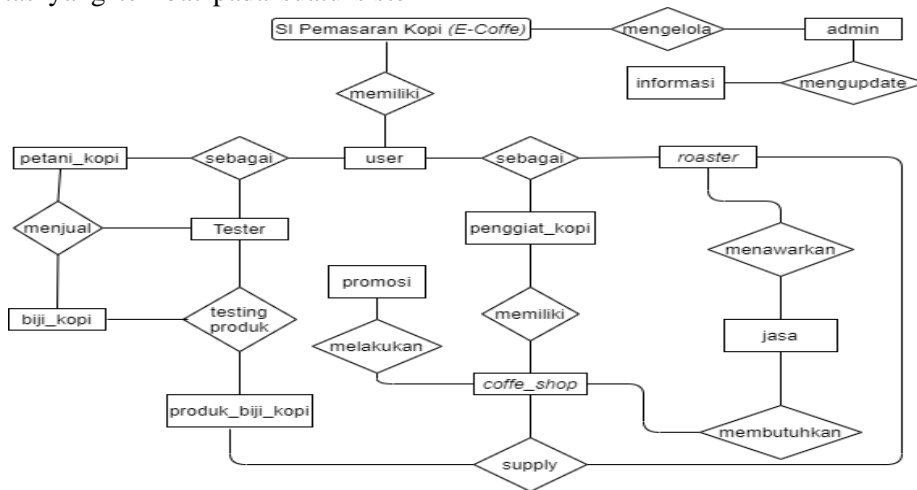 SI Pemasaran Kopi (E-Coffe)
mengelola
admin
informasi
mengupdate
memiliki
petani_kopi
sebagai
user
sebagai
roaster
menjual
Tester
penggiat_kopi
menawarkan
promosi
biji_kopi
testing
produk
memiliki
jasa
melakukan
coffe_shop
produk_biji_kopi
membutuhkan
supply